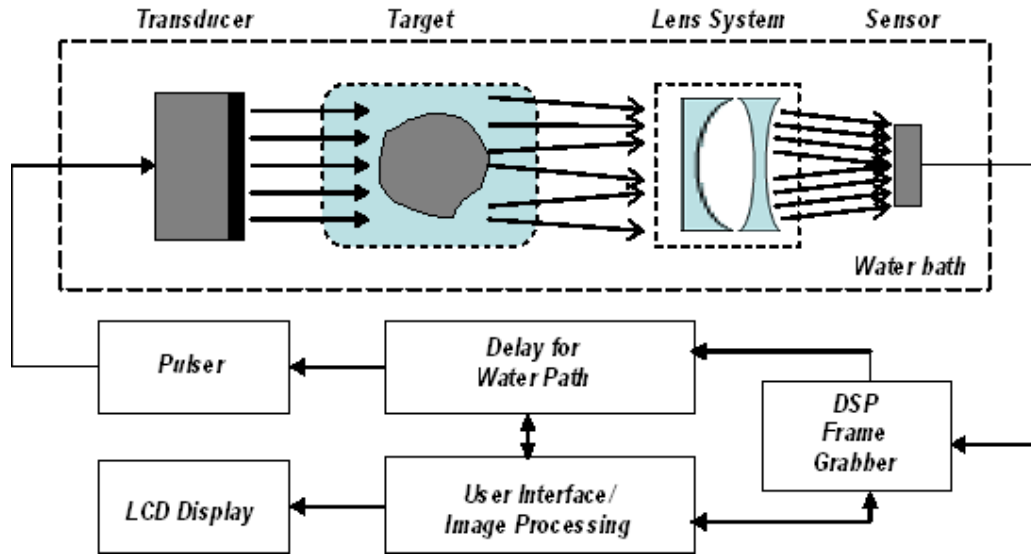 Transducer
Target
Lens System
Sensor
Water bath
Pulser
Delay for
Water Path
DSP
Frame
Grabber
LCD Display
User Interface/
Image Processing